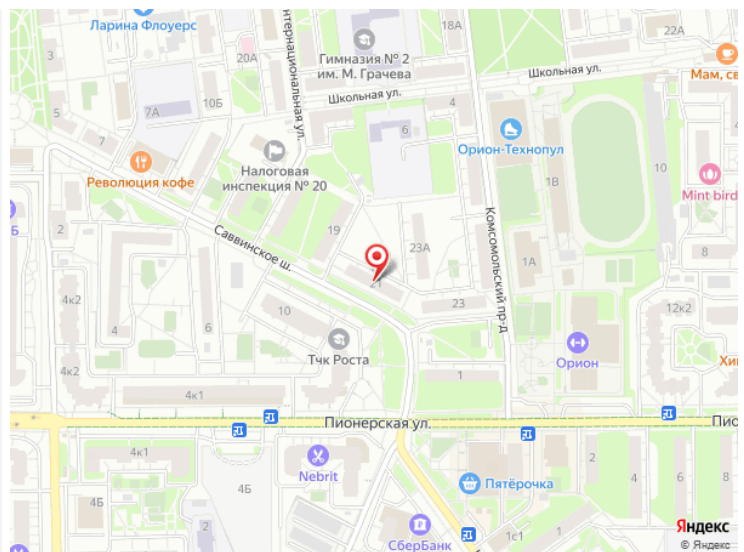 Ларина Флоуерс
18А
22А
3
20А
Гимназия № 2
им. М. Грачева
Школьная ул.
Мам, св
5
7А
10Б
Школьная ул.
4
7
6
Орион-Технопул
10
1В
Налоговая
инспекция № 20
Революция кофе
Mint bird
Б
2
19
Саввинское ш.
23А
Комсомольский пр-д
1А
8
4к2
6
10
21
23
12к2
Тчк Роста
Орион
Хи
4к2
4к1
1
Пионерская ул.
Пио
4к1
Nebrit
4Б
4Б
Пятёрочка
2
4
6
8
2
СберБанк
1с1
Яндекс
© Яндекс